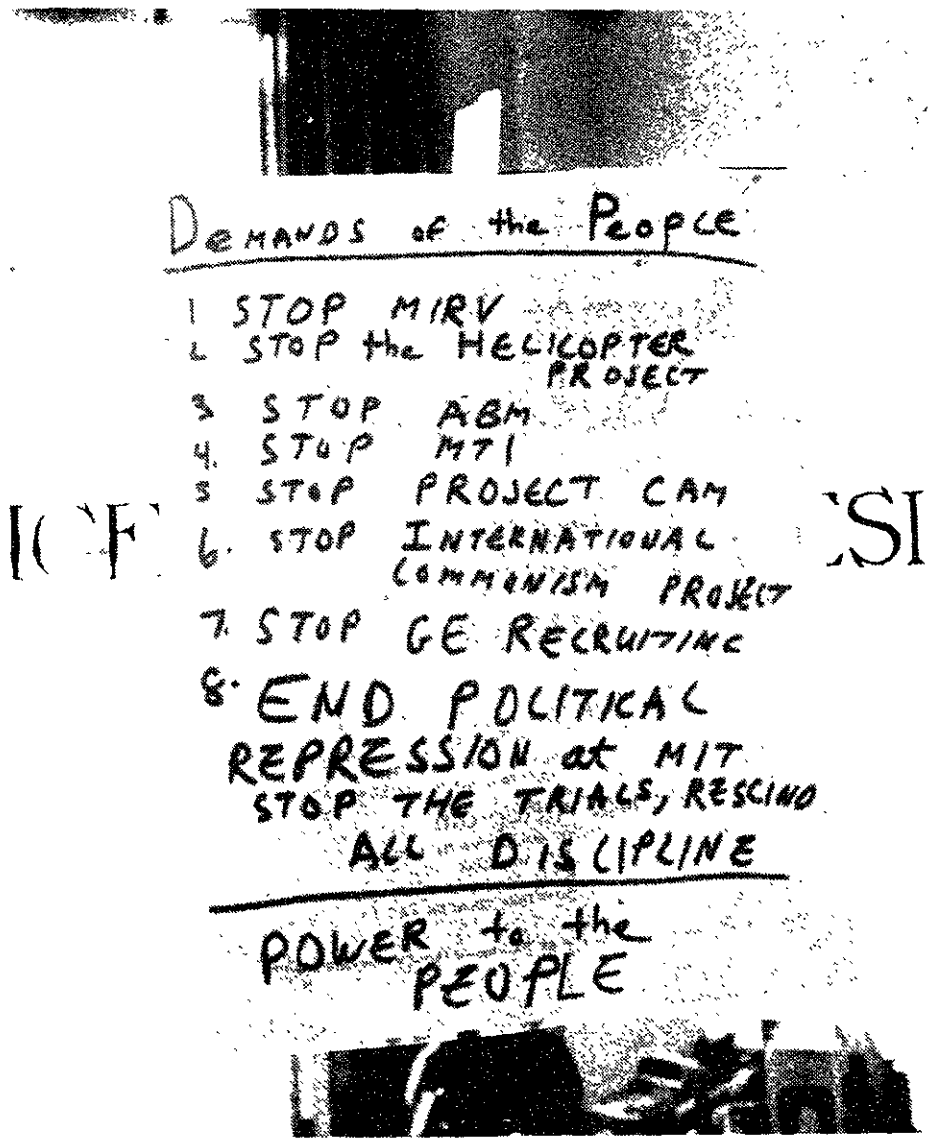 Demands of the People
1 STOP MIRV
2 STOP the HELICOPTER
PROJECT
3 STOP ABM
4. STOP MTI
5 STOP PROJECT CAM
6. STOP INTERNATIONAL
COMMUNISM PROJECT
7. STOP GE RECRUITING
8. END POLITICAL
REPRESSION at MIT
STOP THE TRIALS, RESCIND
ALL DISCIPLINE
POWER to the
PEOPLE